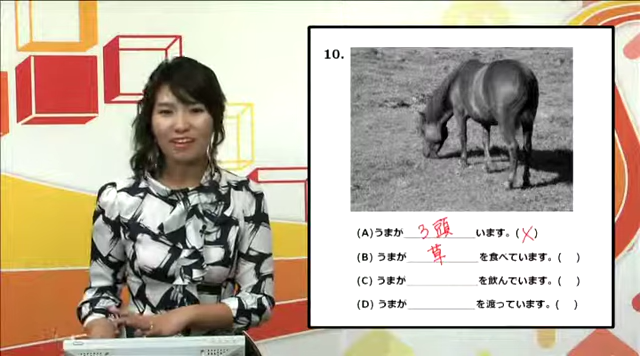 10.
(A)うまが 3頭 います。(X)
(B) うまが 草 を食べています。( )
(C) うまが を飲んでいます。( )
(D) うまが を渡っています。( )